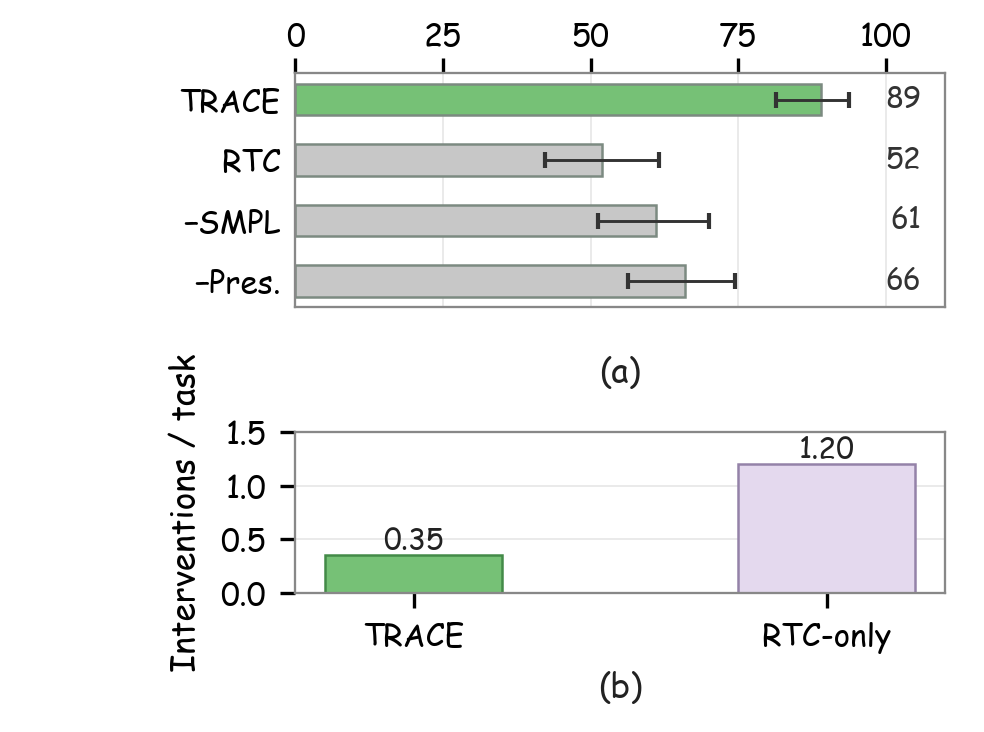 0 25 50 75 100
TRACE 89
RTC 52
–SMPL 61
–Pres. 66
(a)
Interventions / task
1.5
1.0
0.5
0.0
0.35
1.20
TRACE RTC-only
(b)